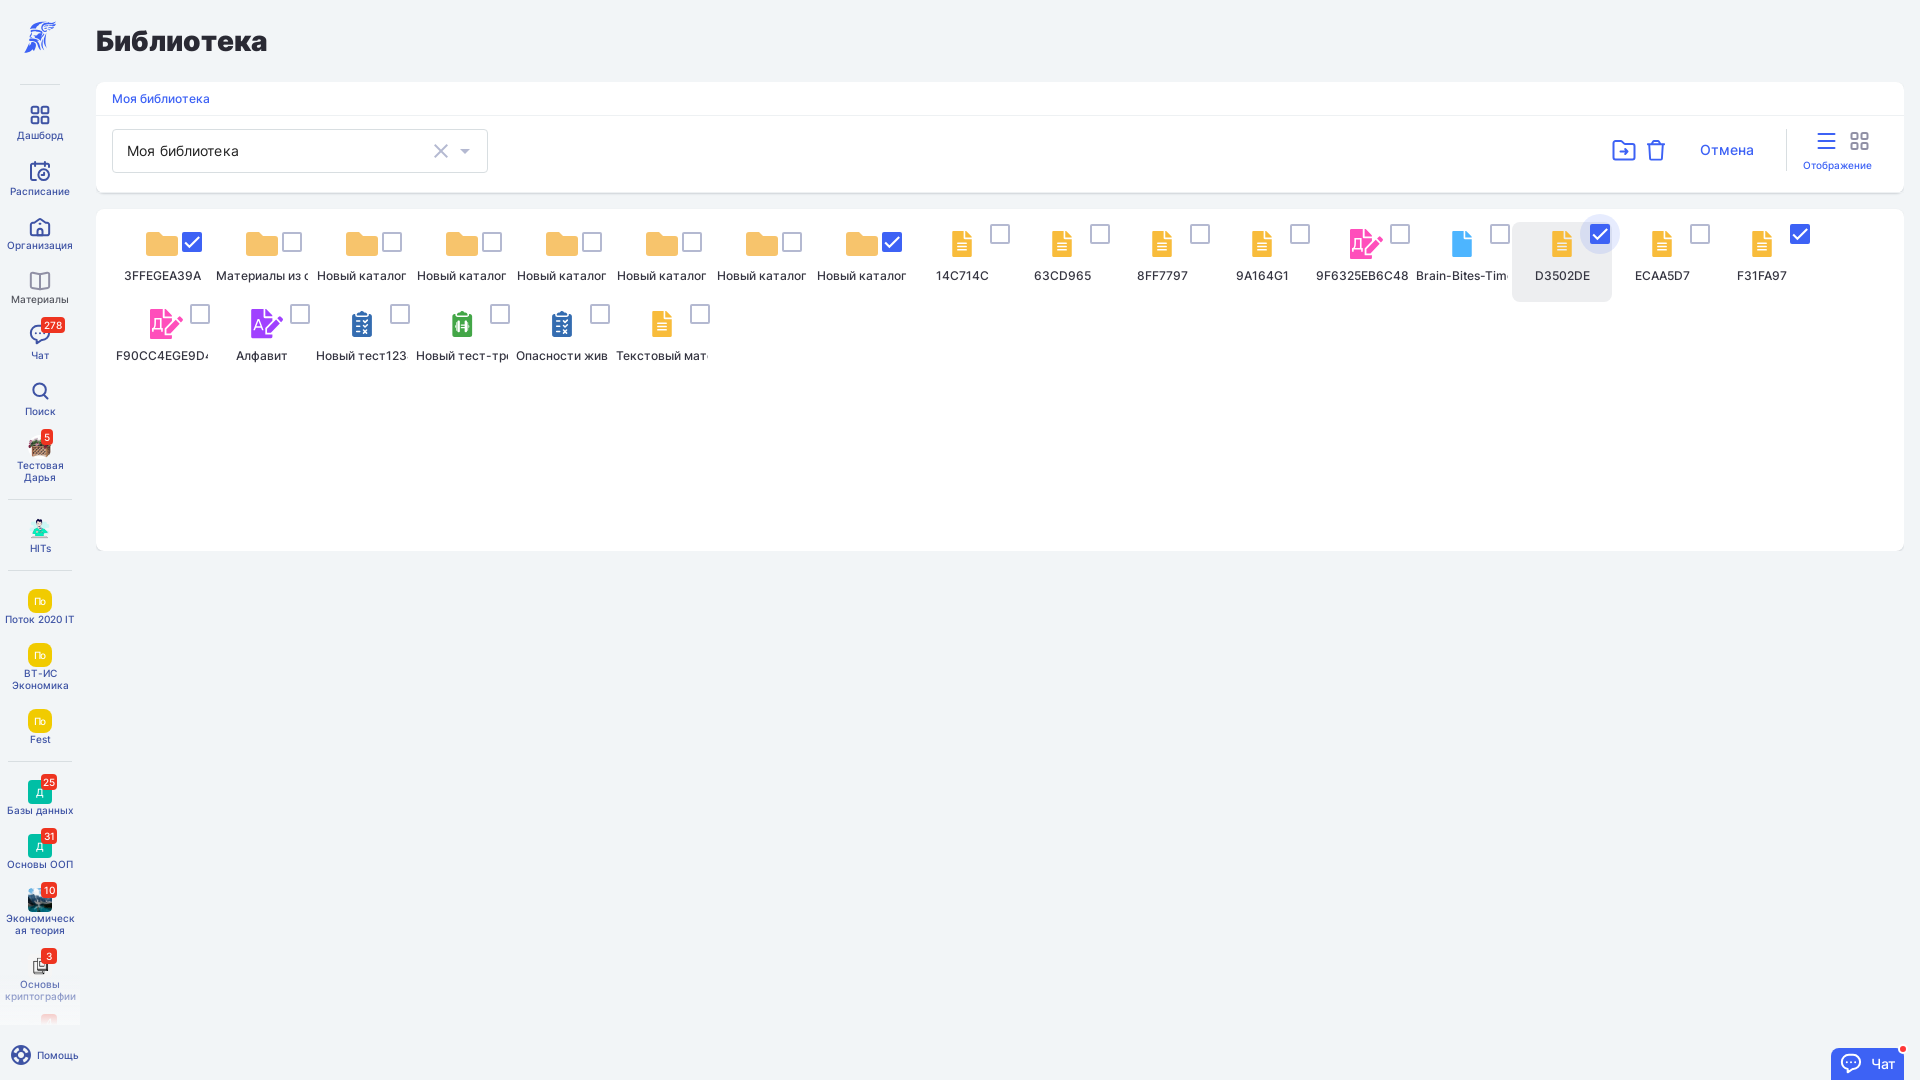 Библиотека
Моя библиотека
Моя библиотека
Отмена
Отображение
3FFEGEA39A
Материалы из с
Новый каталог
Новый каталог
Новый каталог
Новый каталог
Новый каталог
Новый каталог
14C714C
63CD965
8FF7797
9A164G1
9F6325EB6C48
Brain-Bites-Tim
D3502DE
ECAA5D7
F31FA97
F90CC4EGE9D4
Алфавит
Новый тест123
Новый тест-тре
Опасности жив
Текстовый мат
Дашборд
Расписание
Организация
Материалы
278
Чат
Поиск
5
Тестовая
Дарья
HITs
По
Поток 2020 IT
По
ВТ-ИС
Экономика
По
Fest
25
Д
Базы данных
31
Д
Основы ООП
10
Экономическ
ая теория
3
Основы
криптографии
Помощь
Чат